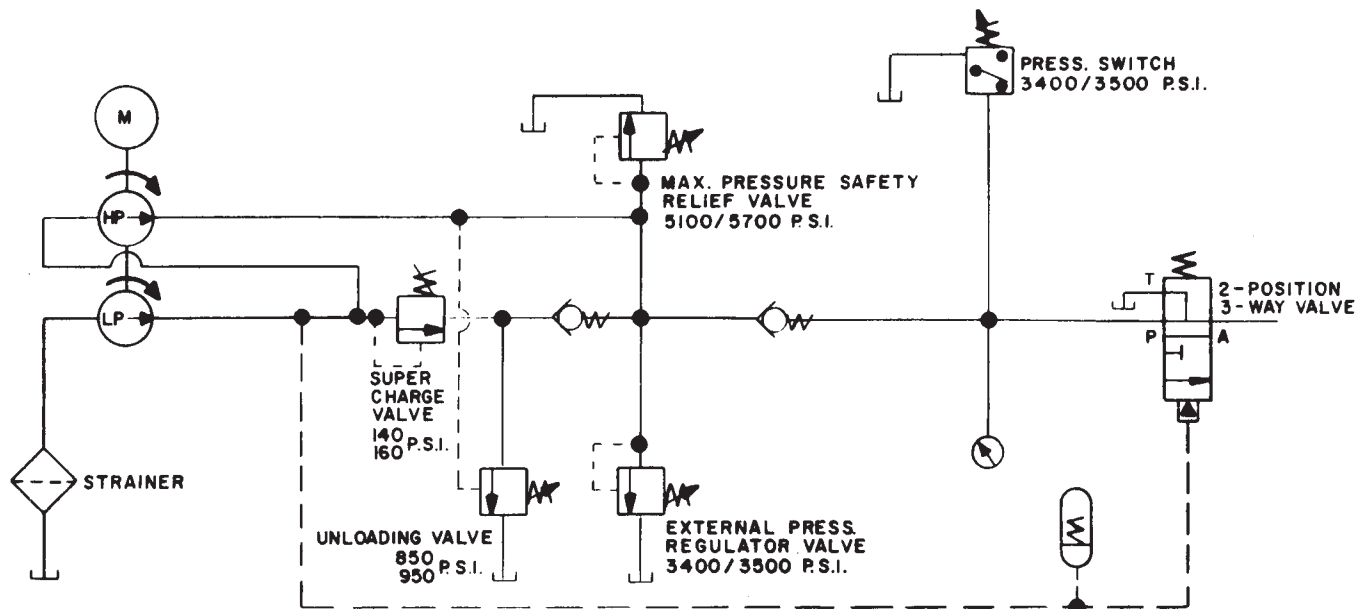 PRESS. SWITCH
3400/3500 P.S.I.
M
MAX. PRESSURE SAFETY
RELIEF VALVE
5100/5700 P.S.I.
HP
LP
T
2-POSITION
3-WAY VALVE
P
A
SUPER
CHARGE
VALVE
140
160 P.S.I.
STRAINER
UNLOADING VALVE
850
950 P.S.I.
EXTERNAL PRESS.
REGULATOR VALVE
3400/3500 P.S.I.